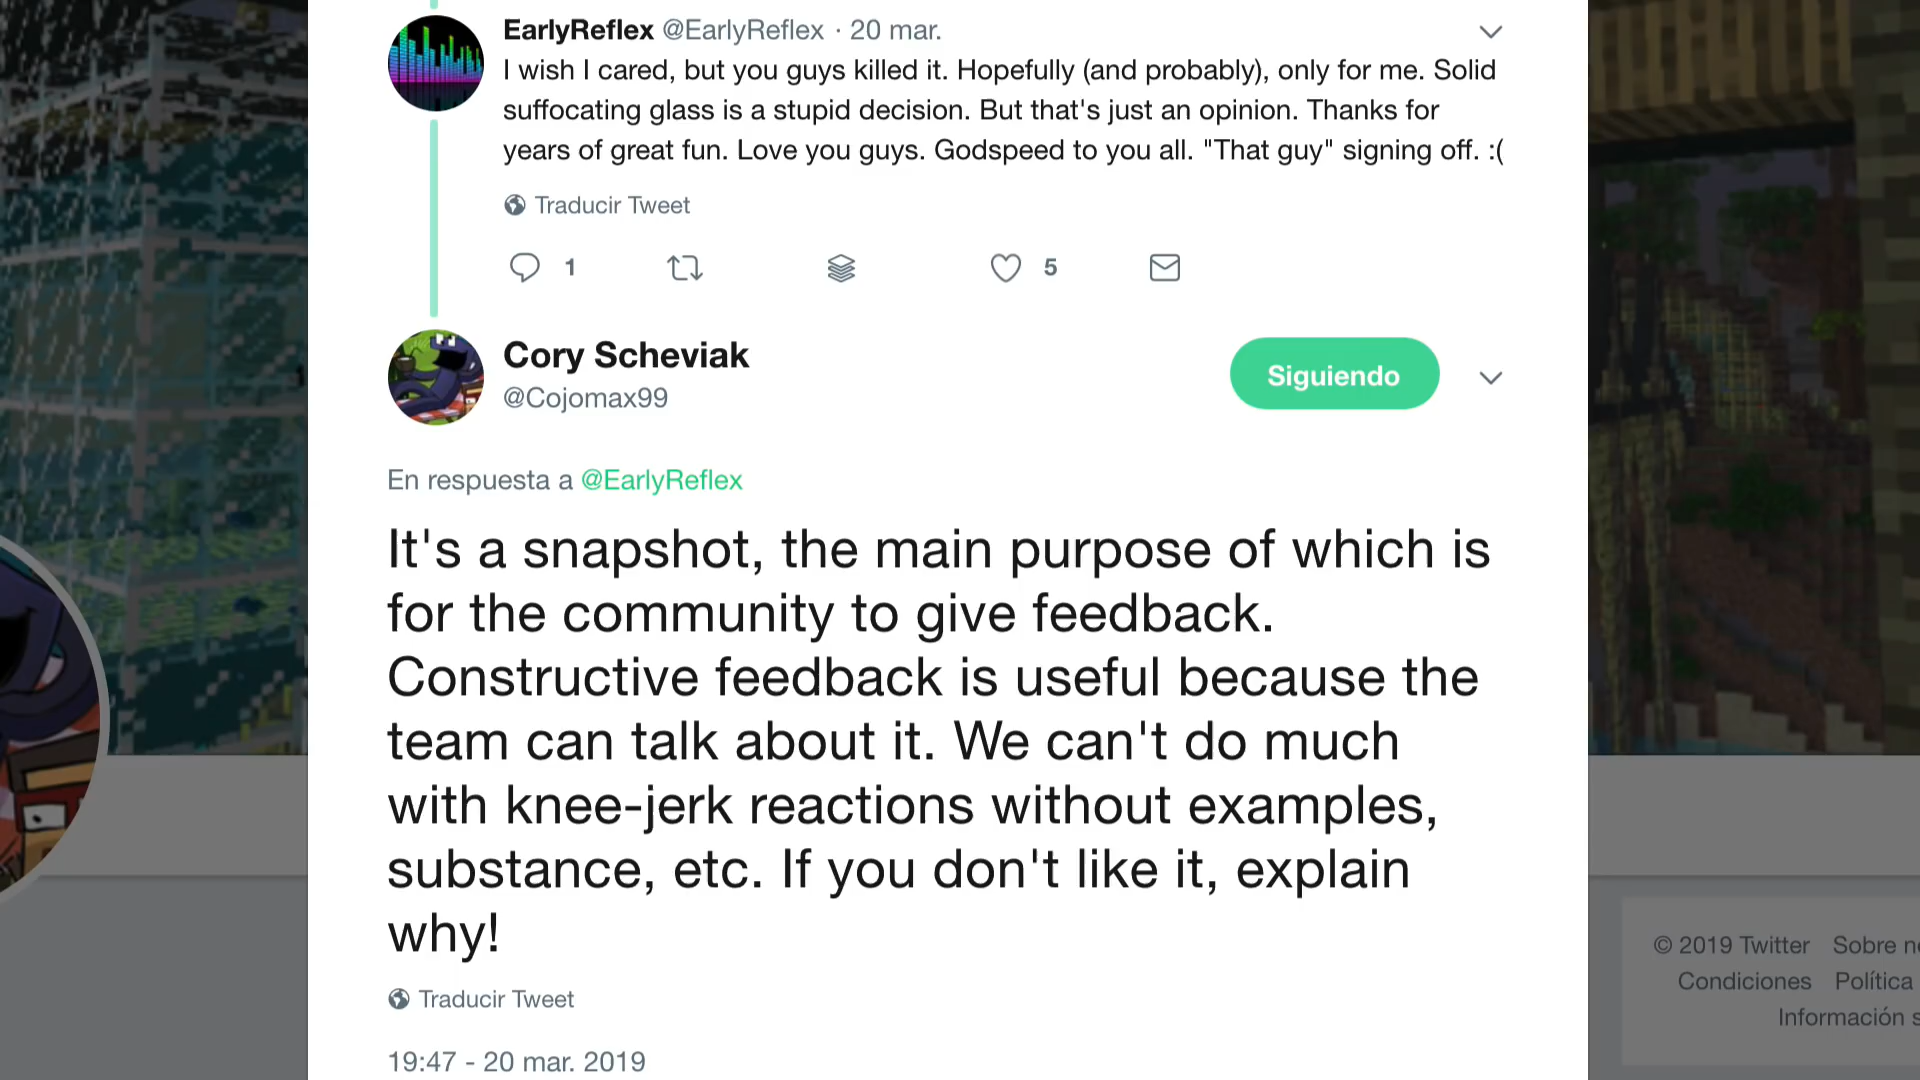 EarlyReflex @EarlyReflex · 20 mar.
I wish I cared, but you guys killed it. Hopefully (and probably), only for me. Solid
suffocating glass is a stupid decision. But that's just an opinion. Thanks for
years of great fun. Love you guys. Godspeed to you all. "That guy" signing off. :(
Traducir Tweet
1 5
Cory Scheviak
@Cojomax99
Siguiendo
En respuesta a @EarlyReflex
It's a snapshot, the main purpose of which is
for the community to give feedback.
Constructive feedback is useful because the
team can talk about it. We can't do much
with knee-jerk reactions without examples,
substance, etc. If you don't like it, explain
why!
Traducir Tweet
19:47 - 20 mar. 2019
© 2019 Twitter Sobre
Condiciones Política
Información